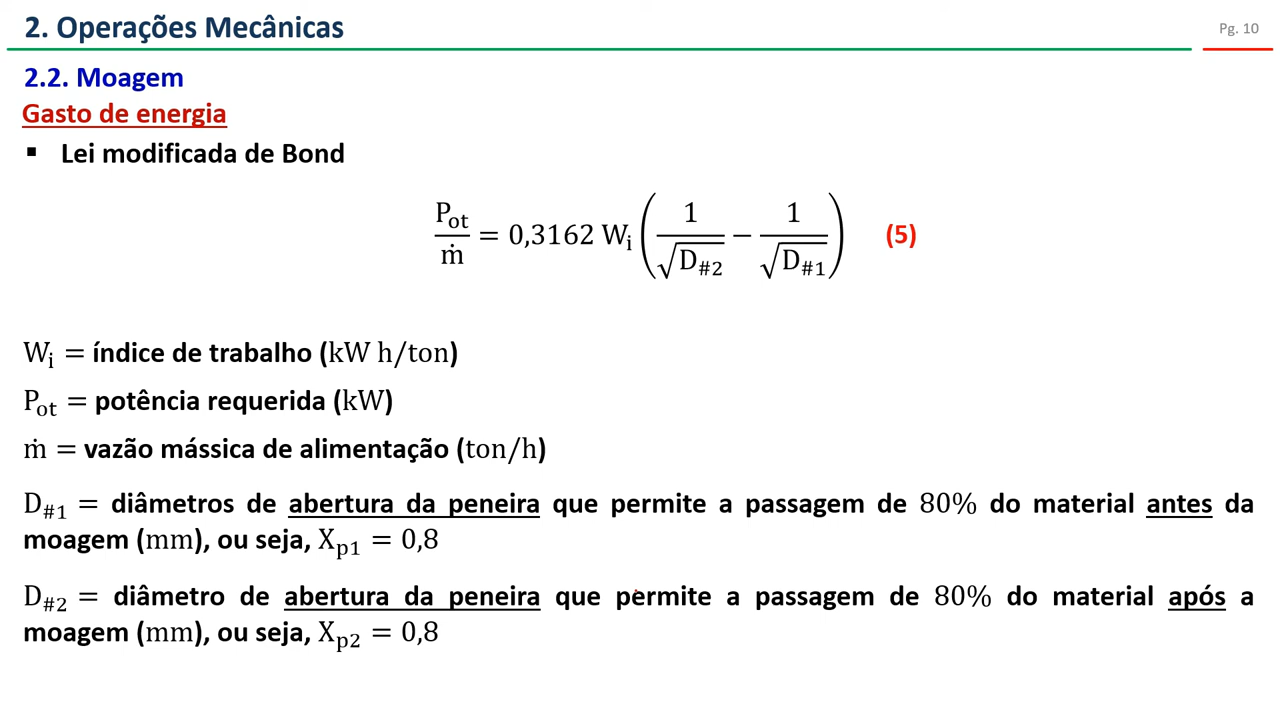 2. Operações Mecânicas
Pg. 10
2.2. Moagem
Gasto de energia
▪ Lei modificada de Bond
P_ot / ṁ = 0,3162 W_i (1/√D_#2 − 1/√D_#1) (5)
W_i = índice de trabalho (kW h/ton)
P_ot = potência requerida (kW)
ṁ = vazão mássica de alimentação (ton/h)
D_#1 = diâmetros de abertura da peneira que permite a passagem de 80% do material antes da
moagem (mm), ou seja, X_p1 = 0,8
D_#2 = diâmetro de abertura da peneira que permite a passagem de 80% do material após a
moagem (mm), ou seja, X_p2 = 0,8